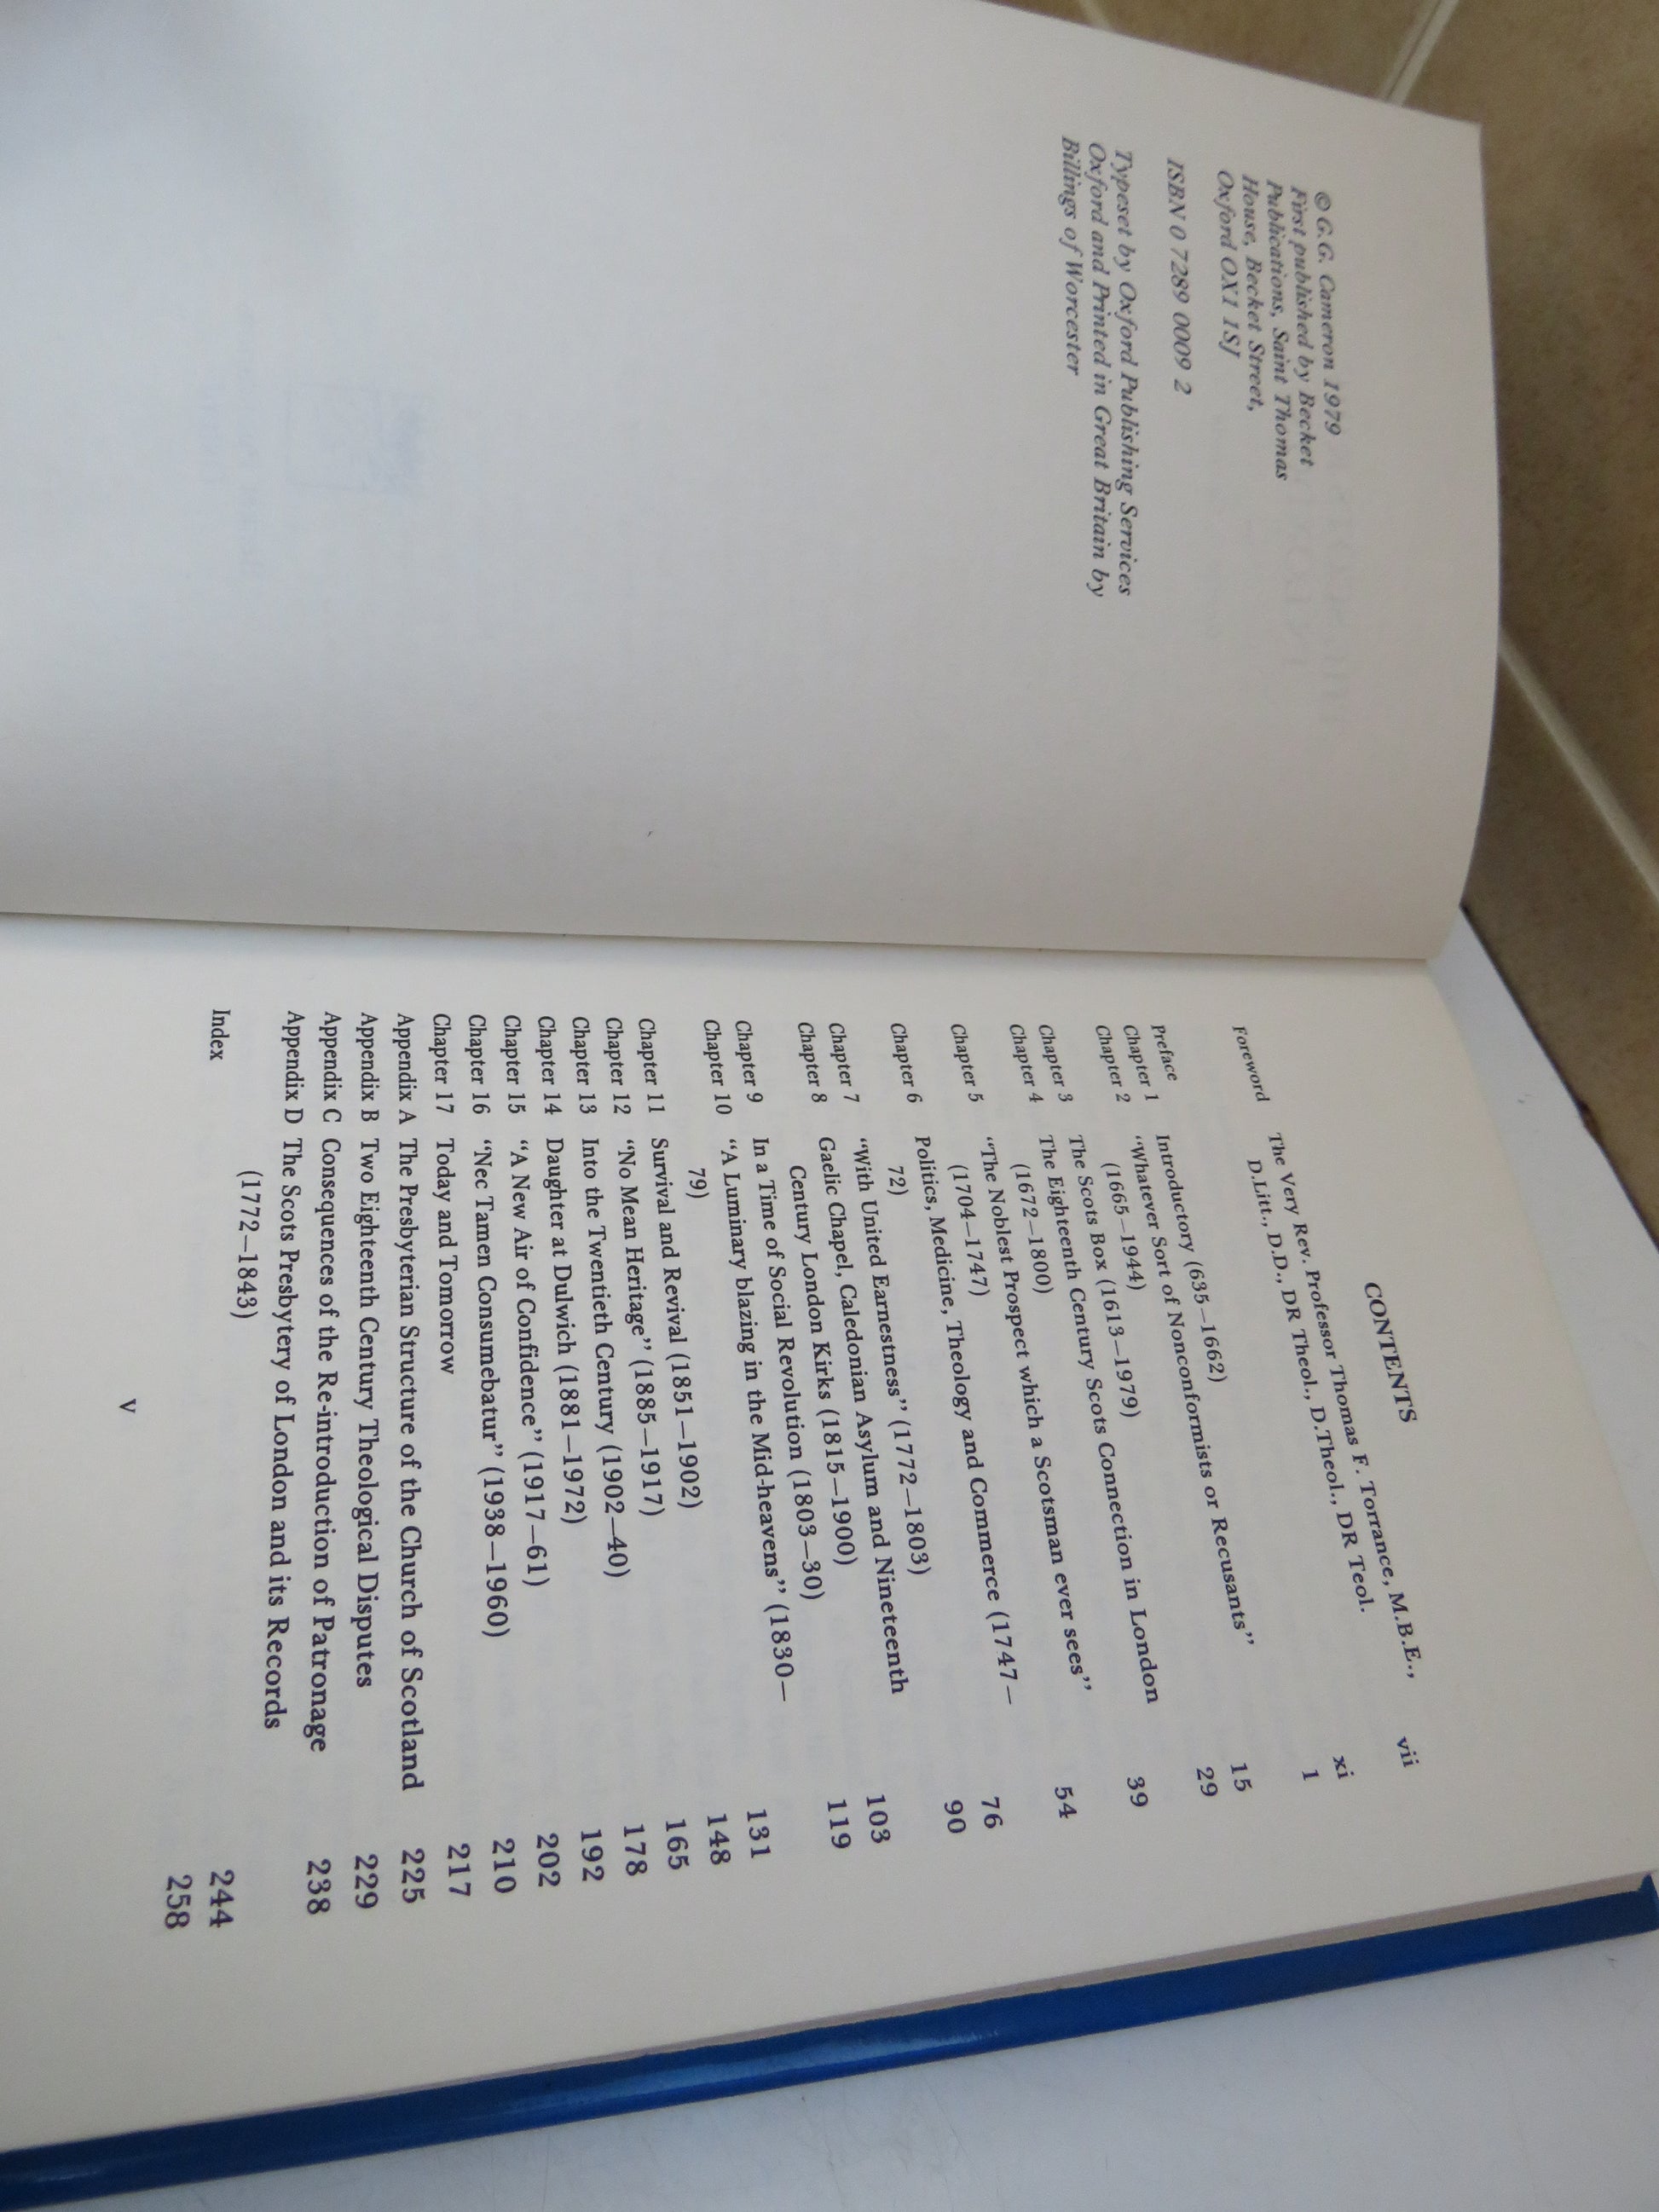 © G.G. Cameron 1979
First published by Becket
Publications, Saint Thomas
House, Becket Street,
Oxford OX1 1SJ
ISBN 0 7289 0009 2
Typeset by Oxford Publishing Services
Oxford and Printed in Great Britain by
Billings of Worcester
CONTENTS
Foreword The Very Rev. Professor Thomas F. Torrance, M.B.E., vii
D.Litt., D.D., DR Theol., D.Theol., DR Teol.
Preface xi
Chapter 1 Introductory (635–1662) 1
Chapter 2 “Whatever Sort of Nonconformists or Recusants” 15
(1665–1944)
Chapter 3 The Scots Box (1613–1979) 29
Chapter 4 The Eighteenth Century Scots Connection in London 39
(1672–1800)
Chapter 5 “The Noblest Prospect which a Scotsman ever sees” 54
(1704–1747)
Chapter 6 Politics, Medicine, Theology and Commerce (1747– 76
72)
Chapter 7 “With United Earnestness” (1772–1803) 90
Chapter 8 Gaelic Chapel, Caledonian Asylum and Nineteenth 103
Century London Kirks (1815–1900)
Chapter 9 In a Time of Social Revolution (1803–30) 119
Chapter 10 “A Luminary blazing in the Mid-heavens” (1830– 131
79)
Chapter 11 Survival and Revival (1851–1902) 148
Chapter 12 “No Mean Heritage” (1885–1917) 165
Chapter 13 Into the Twentieth Century (1902–40) 178
Chapter 14 Daughter at Dulwich (1881–1972) 192
Chapter 15 “A New Air of Confidence” (1917–61) 202
Chapter 16 “Nec Tamen Consumebatur” (1938–1960) 210
Chapter 17 Today and Tomorrow 217
Appendix A The Presbyterian Structure of the Church of Scotland 225
Appendix B Two Eighteenth Century Theological Disputes 229
Appendix C Consequences of the Re-introduction of Patronage 238
Appendix D The Scots Presbytery of London and its Records
(1772–1843) 244
Index 258
v